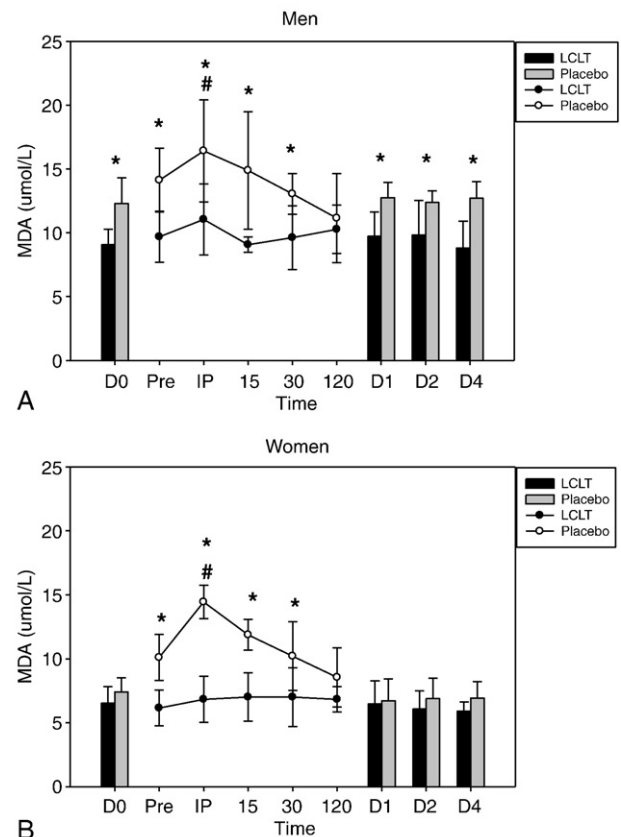 Men
25
20
15
10
5
0
MDA (umol/L)
* * * # * * * * *
LCLT
Placebo
LCLT
Placebo
D0 Pre IP 15 30 120 D1 D2 D4
Time
A
Women
25
20
15
10
5
0
MDA (umol/L)
* * # * *
LCLT
Placebo
LCLT
Placebo
D0 Pre IP 15 30 120 D1 D2 D4
Time
B